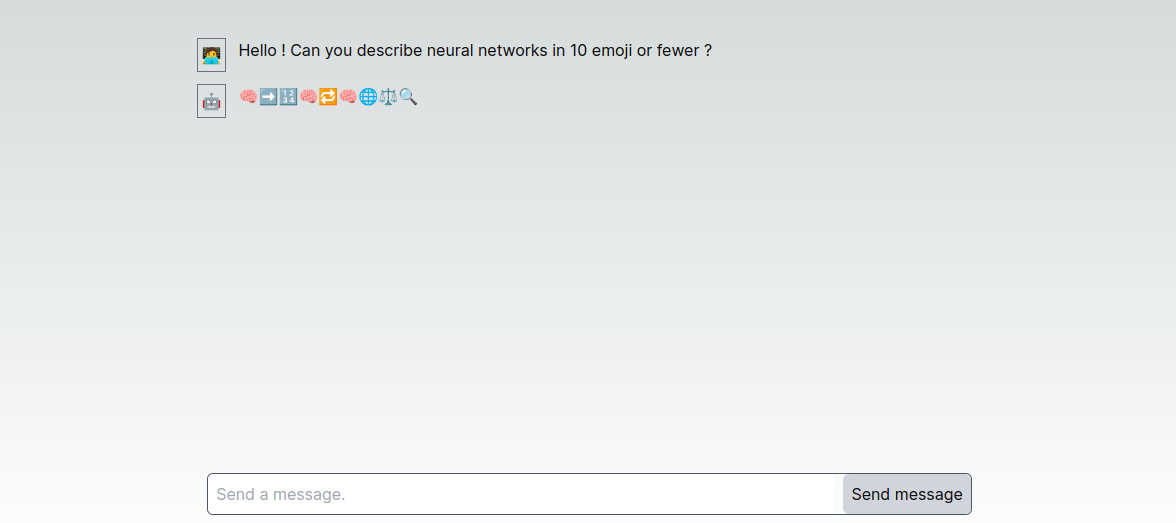 Hello ! Can you describe neural networks in 10 emoji or fewer ?
🧠➡️🔢🧠🔁🧠🌐⚖️🔍
Send a message.
Send message